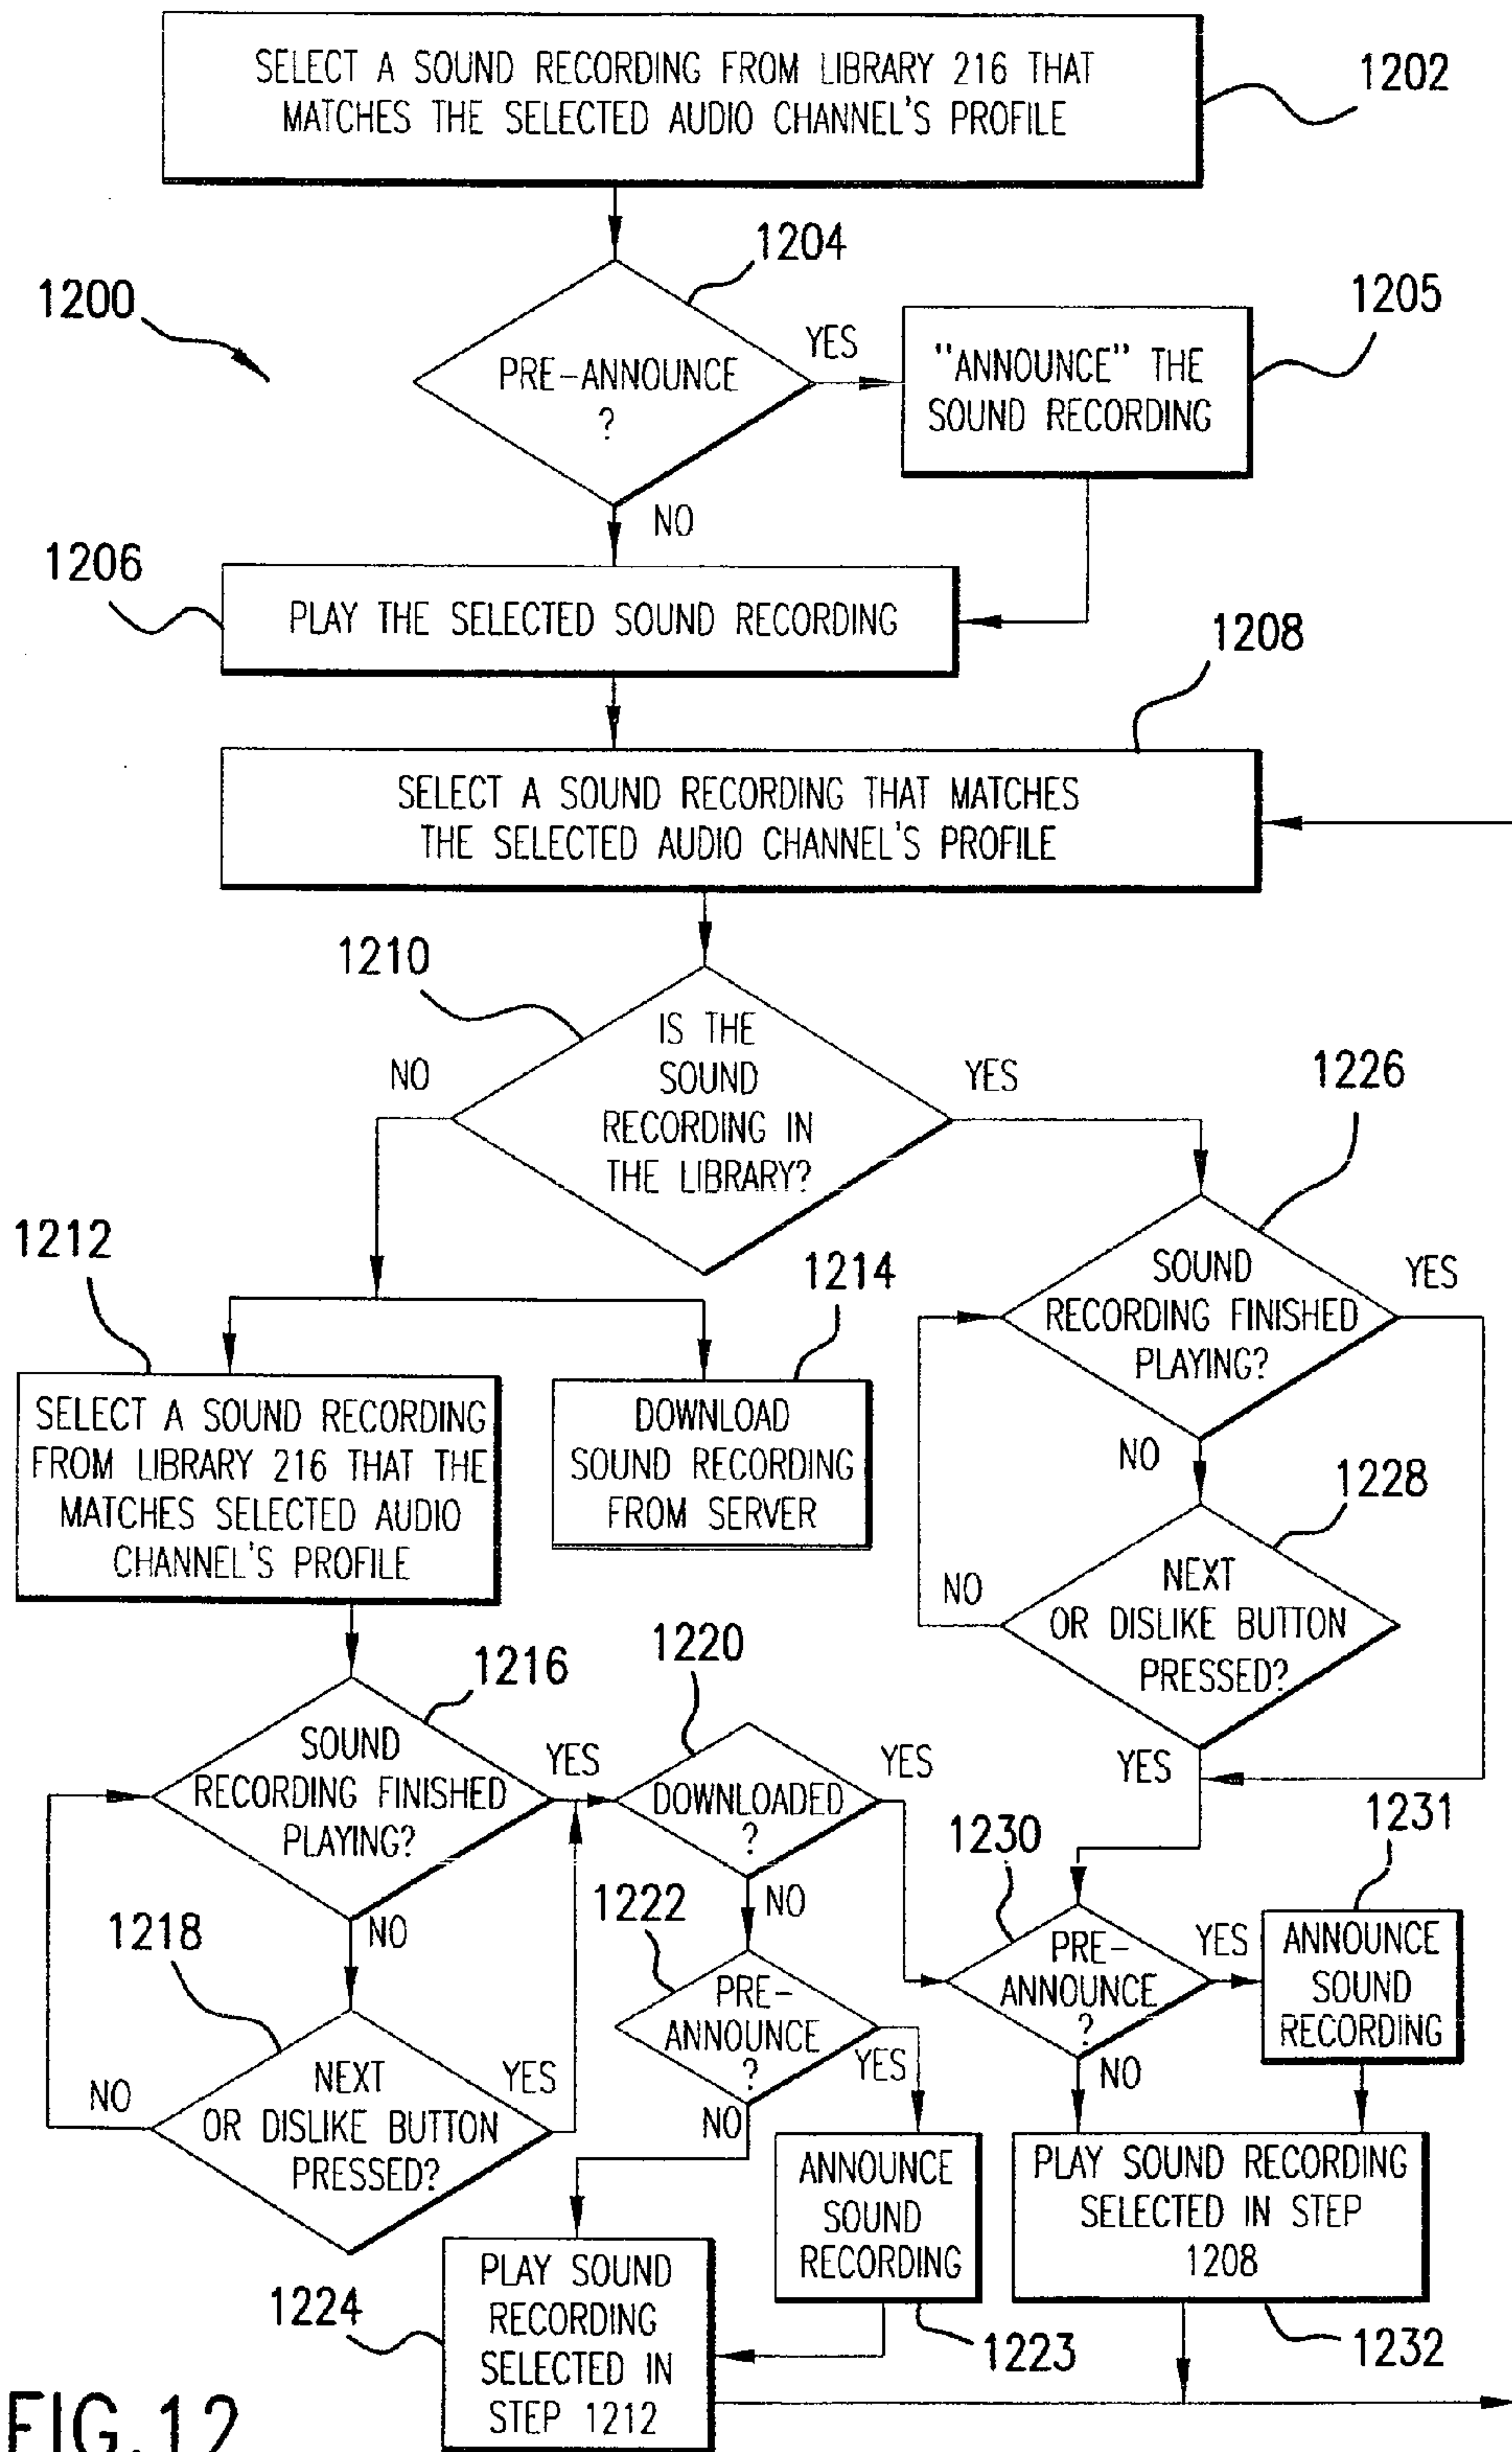 SELECT A SOUND RECORDING FROM LIBRARY 216 THAT
MATCHES THE SELECTED AUDIO CHANNEL'S PROFILE
1202
1204
1200
PRE-ANNOUNCE
?
YES
NO
1205
"ANNOUNCE" THE
SOUND RECORDING
1206
PLAY THE SELECTED SOUND RECORDING
1208
SELECT A SOUND RECORDING THAT MATCHES
THE SELECTED AUDIO CHANNEL'S PROFILE
1210
IS THE
SOUND
RECORDING IN
THE LIBRARY?
NO
YES
1226
SOUND
RECORDING FINISHED
PLAYING?
YES
NO
1212
SELECT A SOUND RECORDING
FROM LIBRARY 216 THAT THE
MATCHES SELECTED AUDIO
CHANNEL'S PROFILE
1214
DOWNLOAD
SOUND RECORDING
FROM SERVER
1228
NEXT
OR DISLIKE BUTTON
PRESSED?
NO
YES
1216
SOUND
RECORDING FINISHED
PLAYING?
YES
NO
1220
DOWNLOADED
?
YES
NO
1218
NEXT
OR DISLIKE BUTTON
PRESSED?
NO
YES
1222
PRE-
ANNOUNCE
?
YES
NO
1230
PRE-
ANNOUNCE
?
YES
NO
1231
ANNOUNCE
SOUND
RECORDING
ANNOUNCE
SOUND
RECORDING
1223
PLAY SOUND RECORDING
SELECTED IN STEP
1208
1232
1224
PLAY SOUND
RECORDING
SELECTED IN
STEP 1212
FIG.12